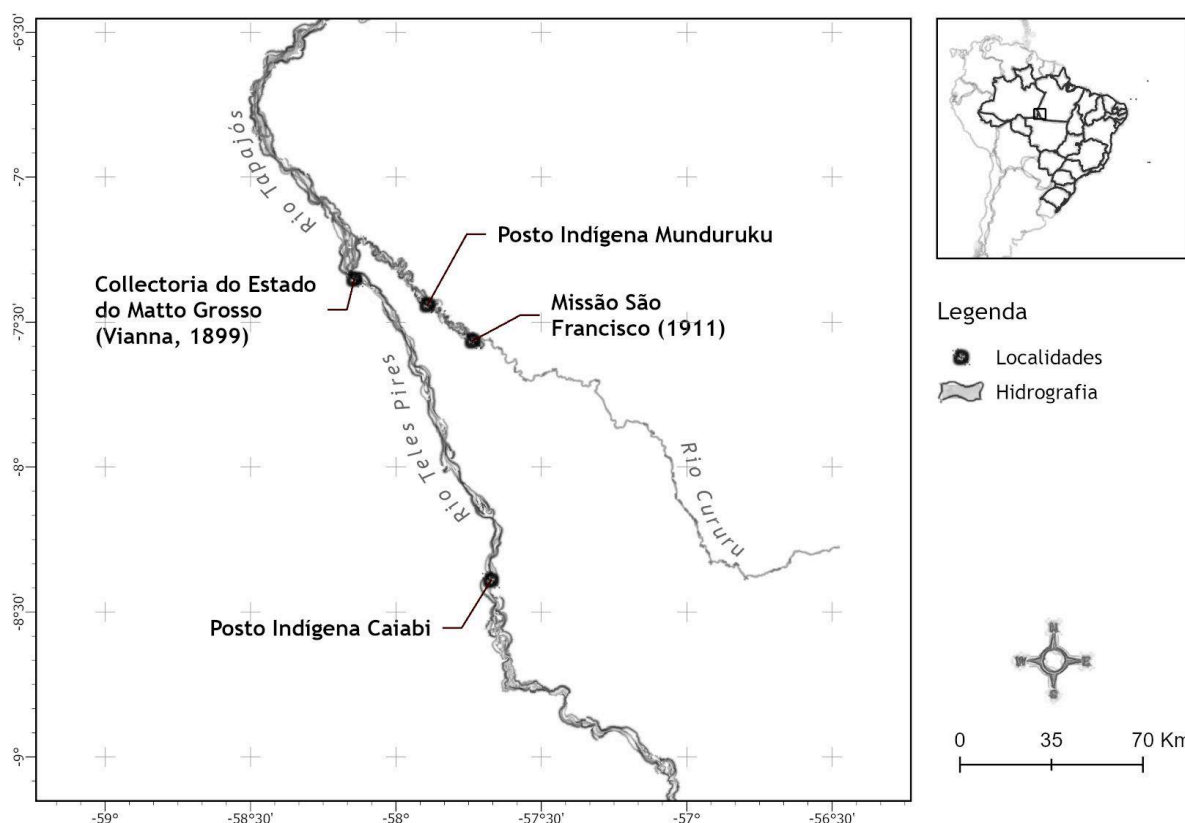 -6°30'
-7°
-7°30'
-8°
-8°30'
-9°
-59°
-58°30'
-58°
-57°30'
-57°
-56°30'
Rio Tapajós
Posto Indígena Munduruku
Collectoria do Estado
do Matto Grosso
(Vianna, 1899)
Missão São
Francisco (1911)
Rio Teles Pires
Rio Cururu
Posto Indígena Caiabi
Legenda
Localidades
Hidrografia
N
W
E
S
0 35 70 Km